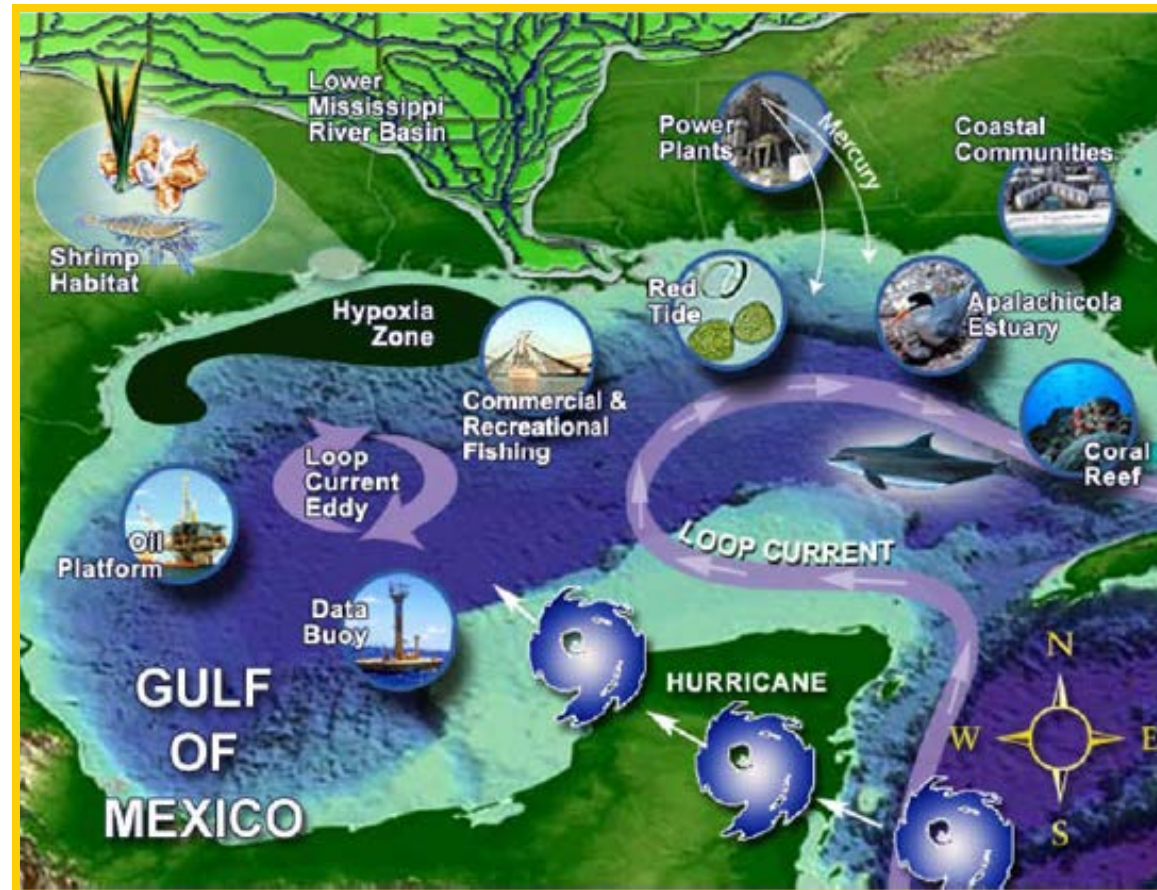 Lower
Mississippi
River Basin
Power
Plants
Mercury
Coastal
Communities
Shrimp
Habitat
Hypoxia
Zone
Red
Tide
Apalachicola
Estuary
Commercial &
Recreational
Fishing
Loop
Current
Eddy
Coral
Reef
Oil
Platform
LOOP CURRENT
Data
Buoy
HURRICANE
GULF
OF
MEXICO
N
W
E
S